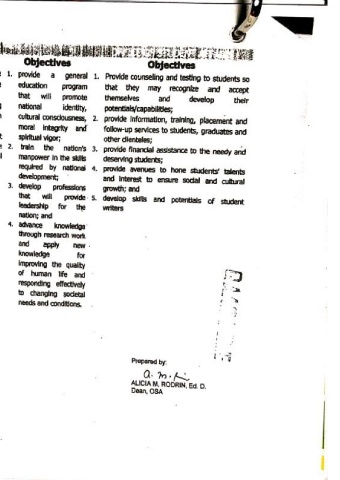 Objectives
1. provide a general
education program
that will promote
national identity,
cultural consciousness,
moral integrity and
spiritual vigor;
2. train the nation's
manpower in the skills
required by national
development;
3. develop professions
that will provide
leadership for the
nation; and
4. advance knowledge
through research work
and apply new
knowledge for
improving the quality
of human life and
responding effectively
to changing societal
needs and conditions.
Objectives
1. Provide counseling and testing to students so
that they may recognize and accept
themselves and develop their
potentials/capabilities;
2. provide information, training, placement and
follow-up services to students, graduates and
other clienteles;
3. provide financial assistance to the needy and
deserving students;
4. provide avenues to hone students' talents
and interest to ensure social and cultural
growth; and
5. develop skills and potentials of student
writers
Prepared by:
ALICIA M. RODRIN, Ed. D.
Dean, OSA